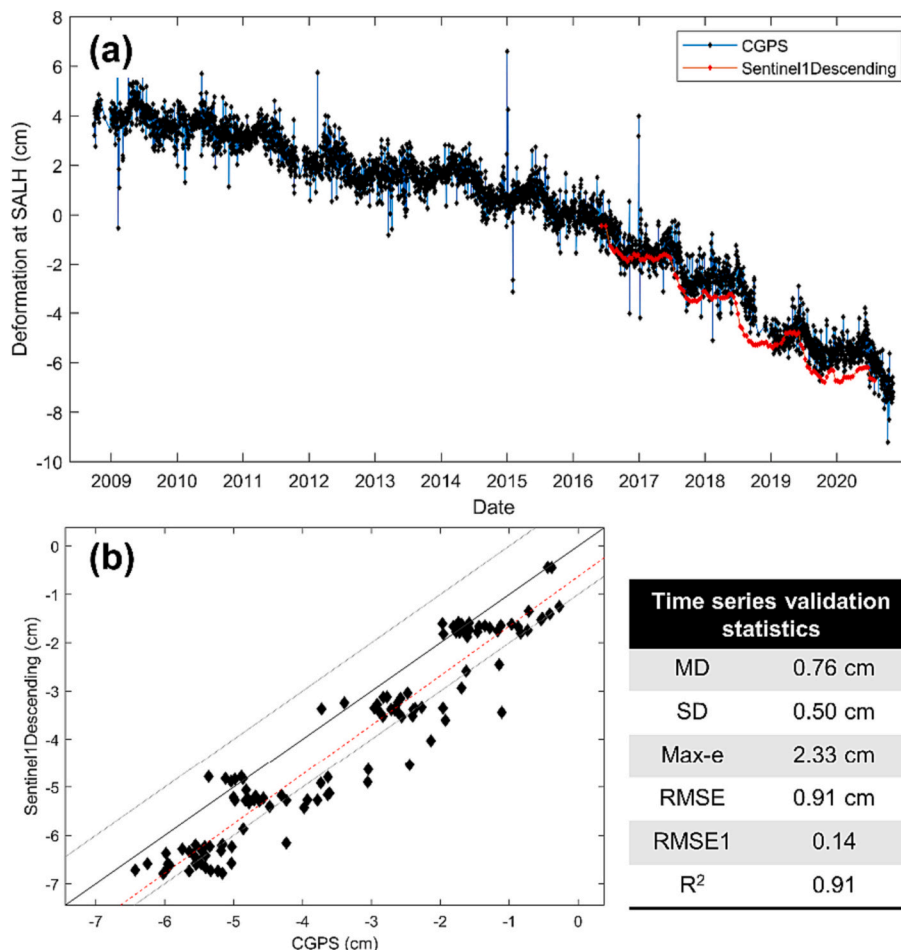 (a)
CGPS
Sentinel1Descending
Deformation at SALH (cm)
8
6
4
2
0
-2
-4
-6
-8
-10
2009 2010 2011 2012 2013 2014 2015 2016 2017 2018 2019 2020
Date
(b)
Sentinel1Descending (cm)
0
-1
-2
-3
-4
-5
-6
-7
-7 -6 -5 -4 -3 -2 -1 0
CGPS (cm)
Time series validation
statistics
MD 0.76 cm
SD 0.50 cm
Max-e 2.33 cm
RMSE 0.91 cm
RMSE1 0.14
R² 0.91